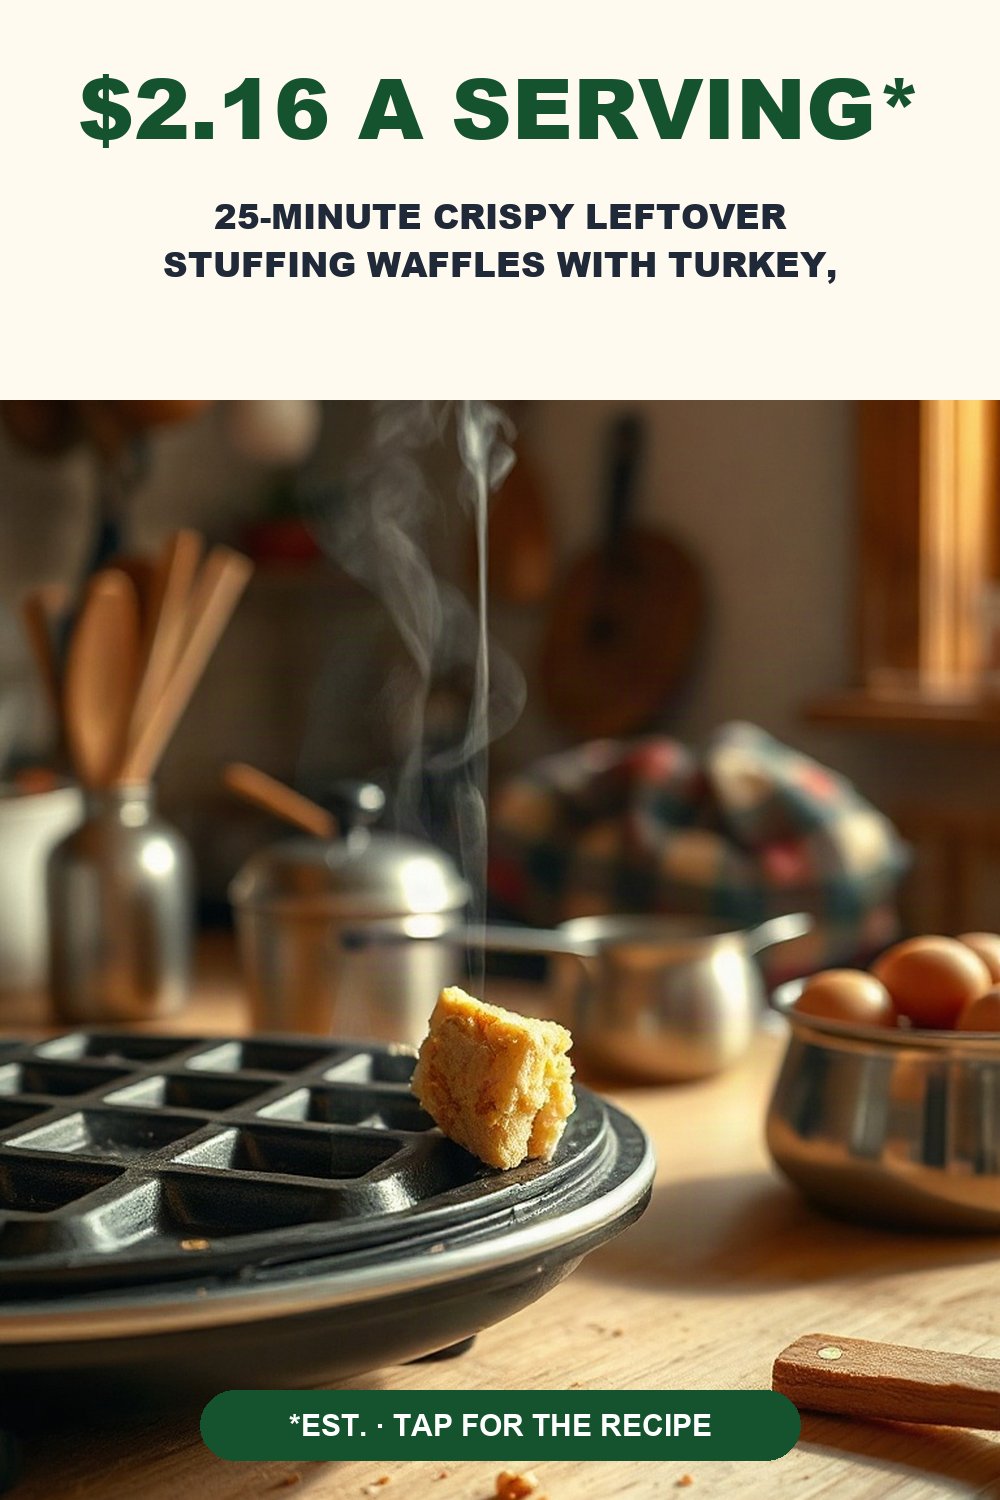 $2.16 A SERVING*
25-MINUTE CRISPY LEFTOVER
STUFFING WAFFLES WITH TURKEY,
*EST. · TAP FOR THE RECIPE